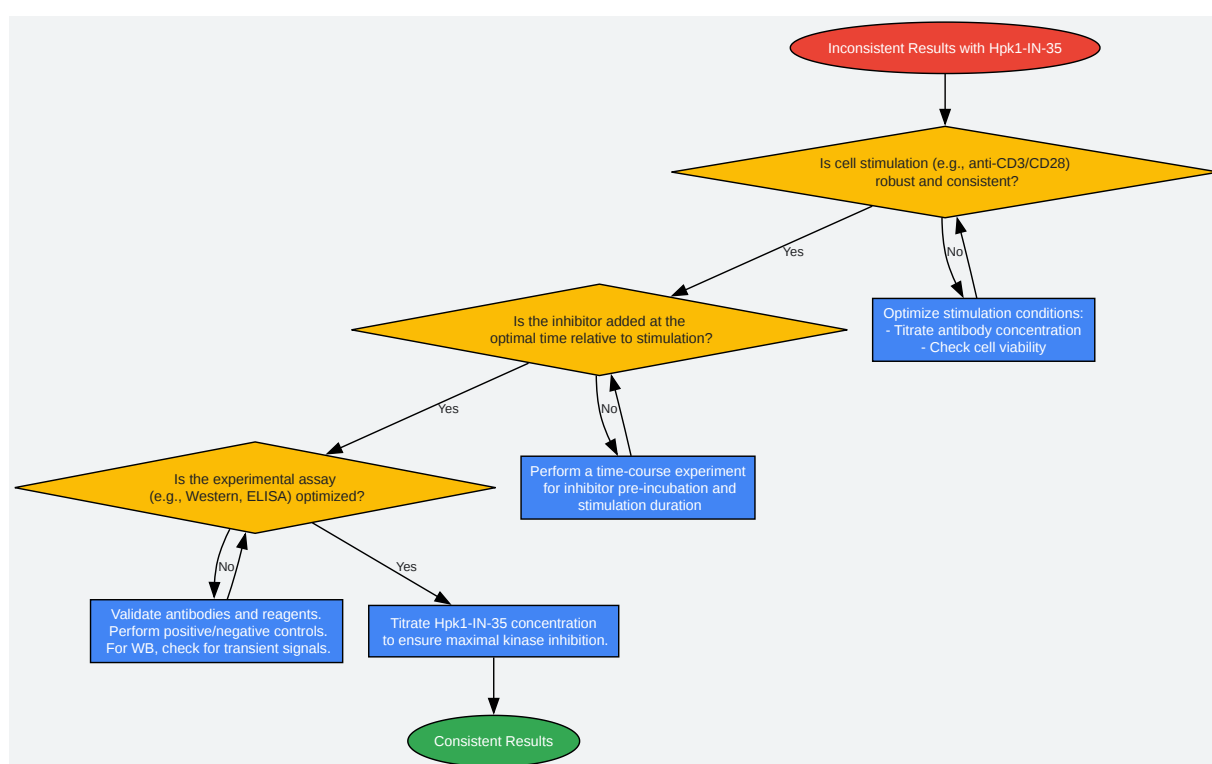 Inconsistent Results with Hpk1-IN-35
Is cell stimulation (e.g., anti-CD3/CD28)
robust and consistent?
Yes
No
Optimize stimulation conditions:
- Titrate antibody concentration
- Check cell viability
Is the inhibitor added at the
optimal time relative to stimulation?
Yes
No
Perform a time-course experiment
for inhibitor pre-incubation and
stimulation duration
Is the experimental assay
(e.g., Western, ELISA) optimized?
No
Yes
Validate antibodies and reagents.
Perform positive/negative controls.
For WB, check for transient signals.
Titrate Hpk1-IN-35 concentration
to ensure maximal kinase inhibition.
Consistent Results